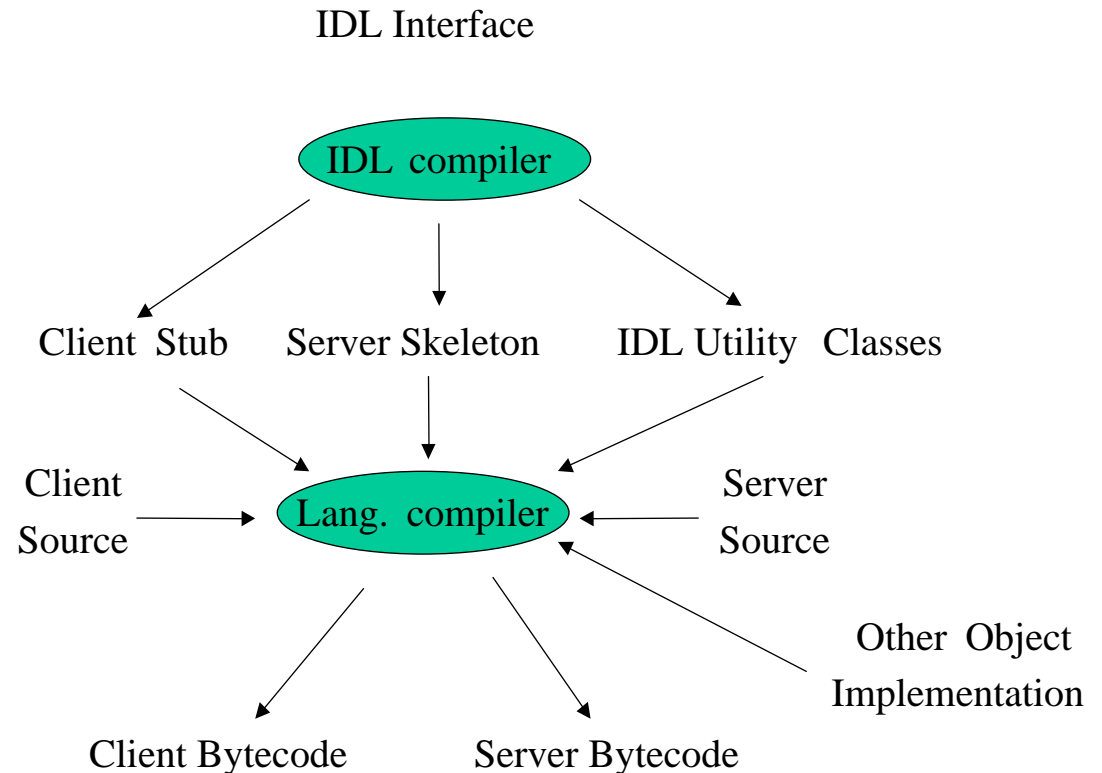 IDL Interface
IDL compiler
Client Stub
Server Skeleton
IDL Utility Classes
Client
Source
Lang. compiler
Server
Source
Other Object
Implementation
Client Bytecode
Server Bytecode